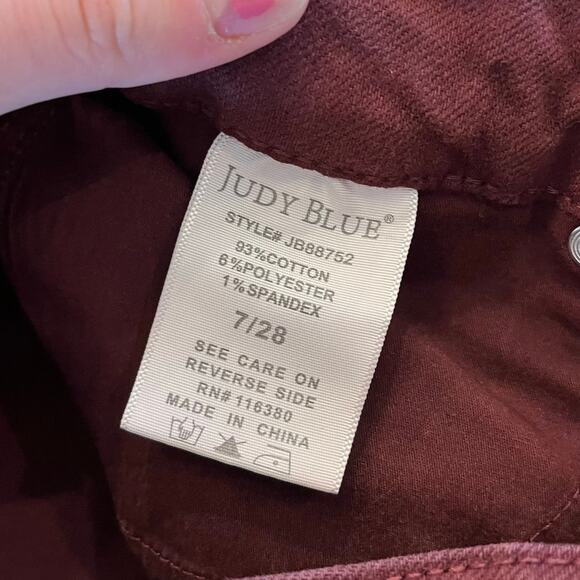 JUDY BLUE®
STYLE# JB88752
93%COTTON
6%POLYESTER
1%SPANDEX
7/28
SEE CARE ON
REVERSE SIDE
RN# 116380
MADE IN CHINA